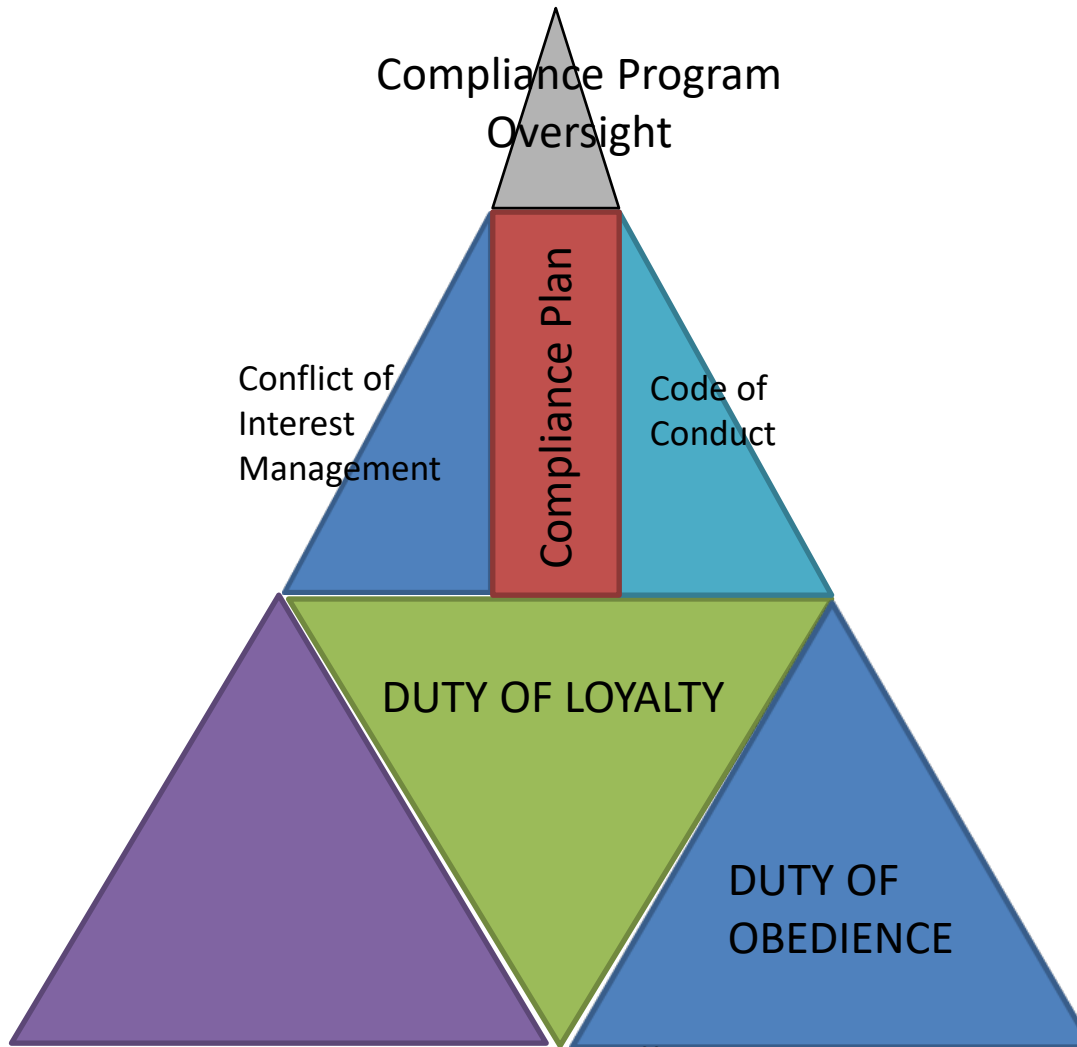 Compliance Program
Oversight
Compliance Plan
Conflict of
Interest
Management
Code of
Conduct
DUTY OF LOYALTY
DUTY OF
OBEDIENCE